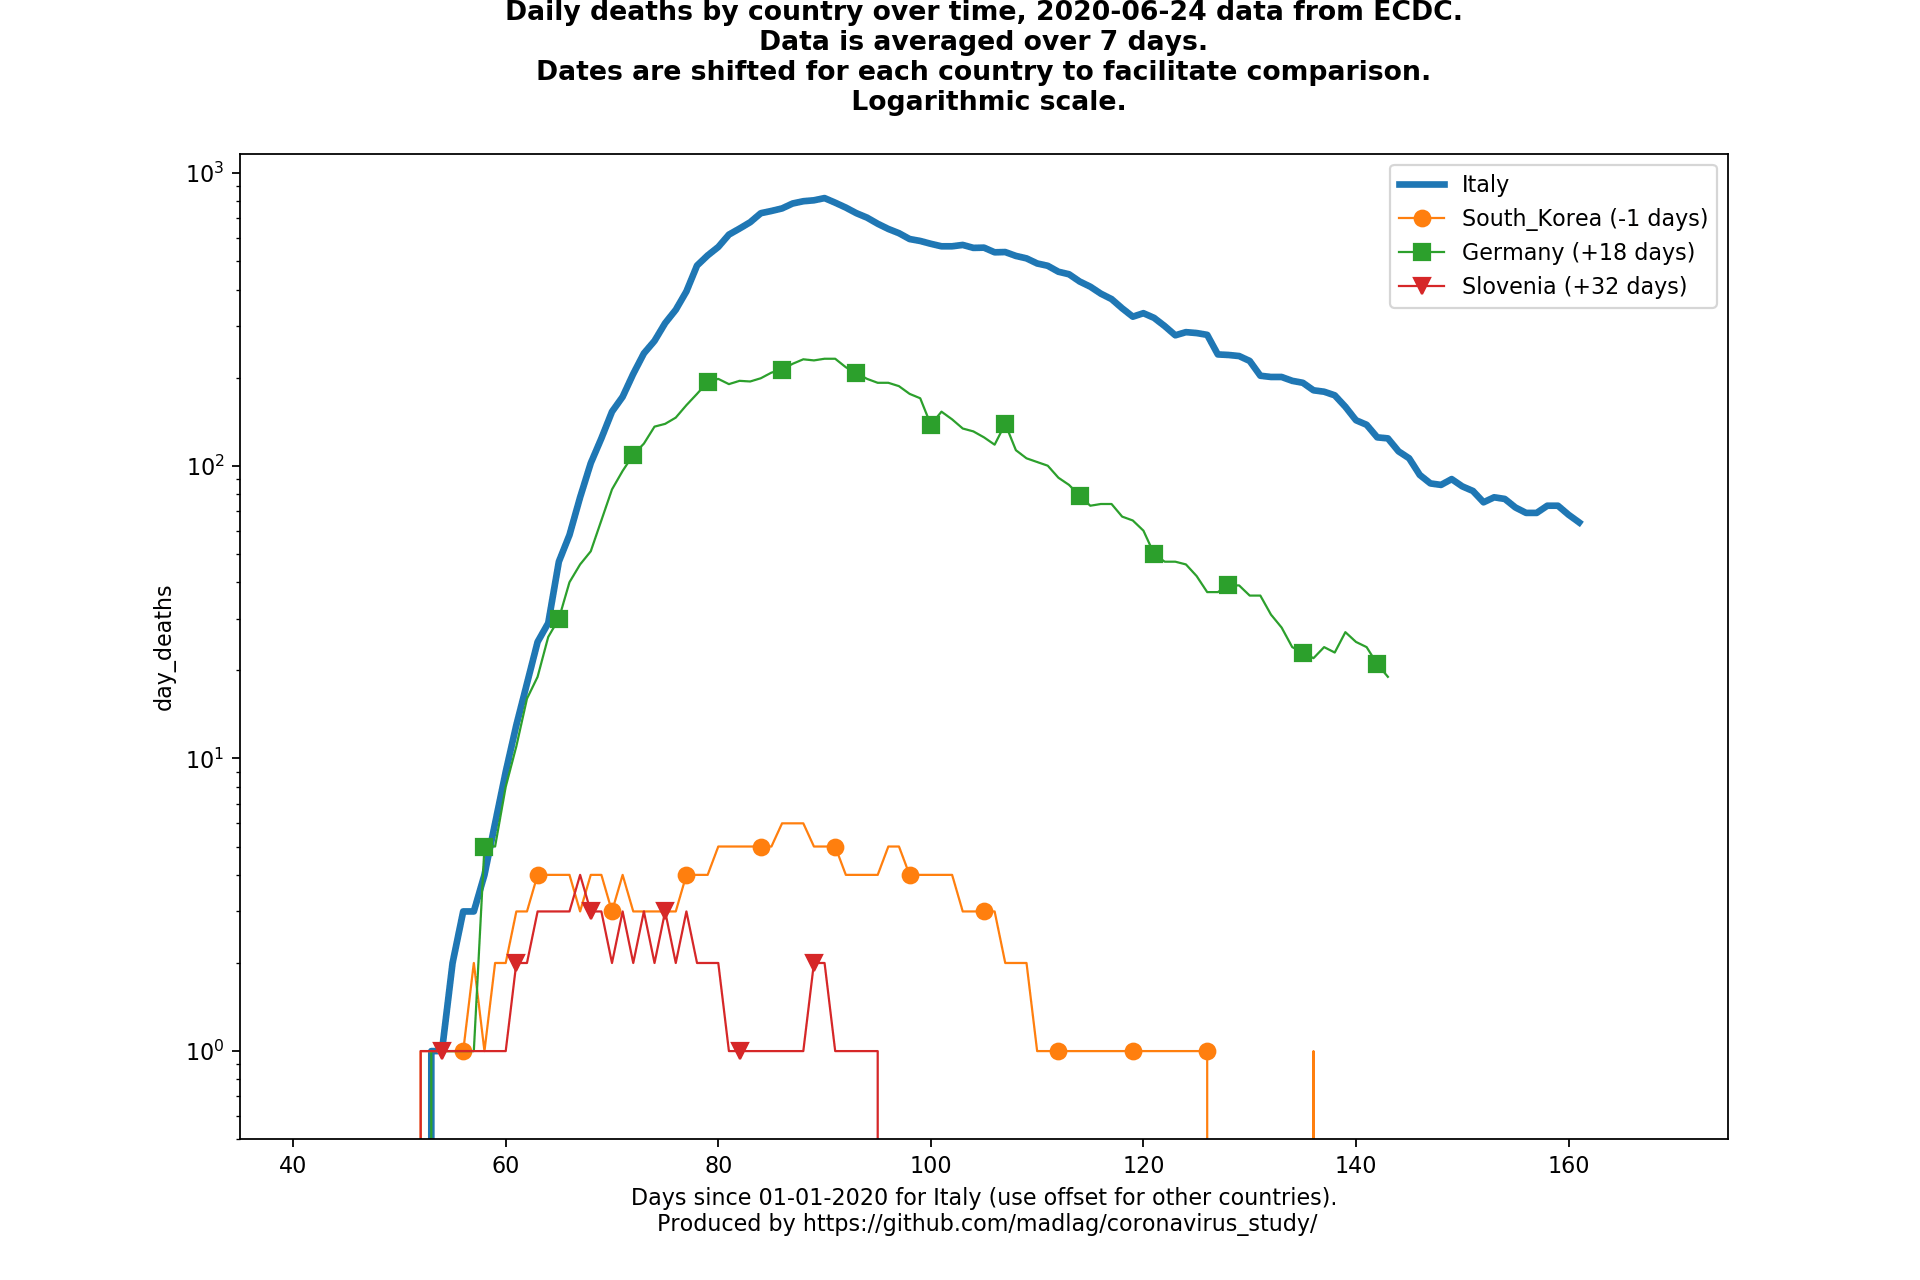 Daily deaths by country over time, 2020-06-24 data from ECDC.
Data is averaged over 7 days.
Dates are shifted for each country to facilitate comparison.
Logarithmic scale.
10³
10²
10¹
10⁰
day_deaths
Italy
South_Korea (-1 days)
Germany (+18 days)
Slovenia (+32 days)
40 60 80 100 120 140 160
Days since 01-01-2020 for Italy (use offset for other countries).
Produced by https://github.com/madlag/coronavirus_study/